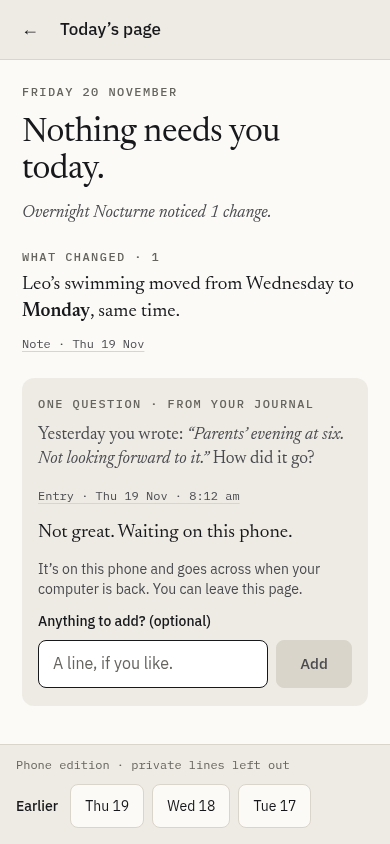 ← Today’s page
FRIDAY 20 NOVEMBER
Nothing needs you
today.
Overnight Nocturne noticed 1 change.
WHAT CHANGED · 1
Leo’s swimming moved from Wednesday to
Monday, same time.
Note · Thu 19 Nov
ONE QUESTION · FROM YOUR JOURNAL
Yesterday you wrote: “Parents’ evening at six.
Not looking forward to it.” How did it go?
Entry · Thu 19 Nov · 8:12 am
Not great. Waiting on this phone.
It’s on this phone and goes across when your
computer is back. You can leave this page.
Anything to add? (optional)
A line, if you like. Add
Phone edition · private lines left out
Earlier Thu 19 Wed 18 Tue 17